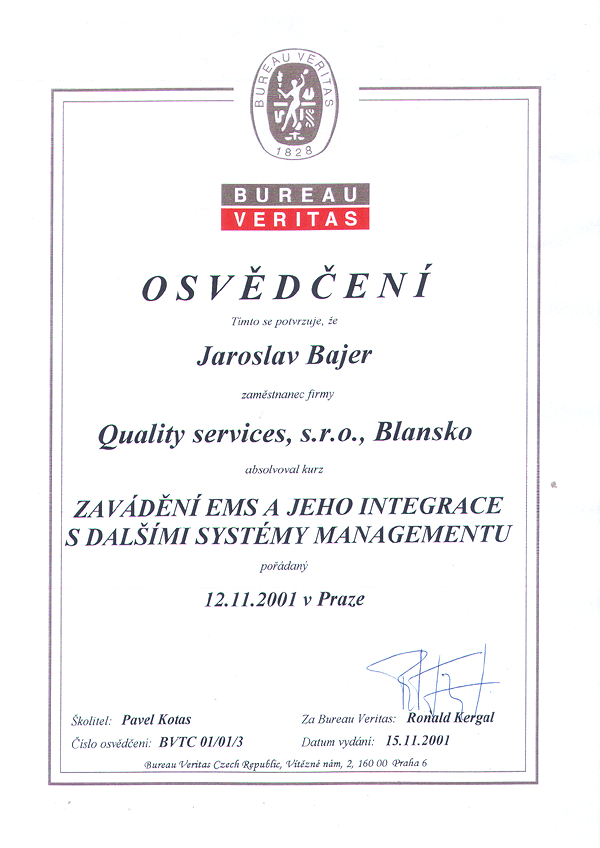 BUREAU VERITAS
1828
BUREAU
VERITAS
OSVĚDČENÍ
Tímto se potvrzuje, že
Jaroslav Bajer
zaměstnanec firmy
Quality services, s.r.o., Blansko
absolvoval kurz
ZAVÁDĚNÍ EMS A JEHO INTEGRACE
S DALŠÍMI SYSTÉMY MANAGEMENTU
pořádaný
12.11.2001 v Praze
Školitel: Pavel Kotas Za Bureau Veritas: Ronald Kergal
Číslo osvědčení: BVTC 01/01/3 Datum vydání: 15.11.2001
Bureau Veritas Czech Republic, Vítězné nám, 2, 160 00 Praha 6